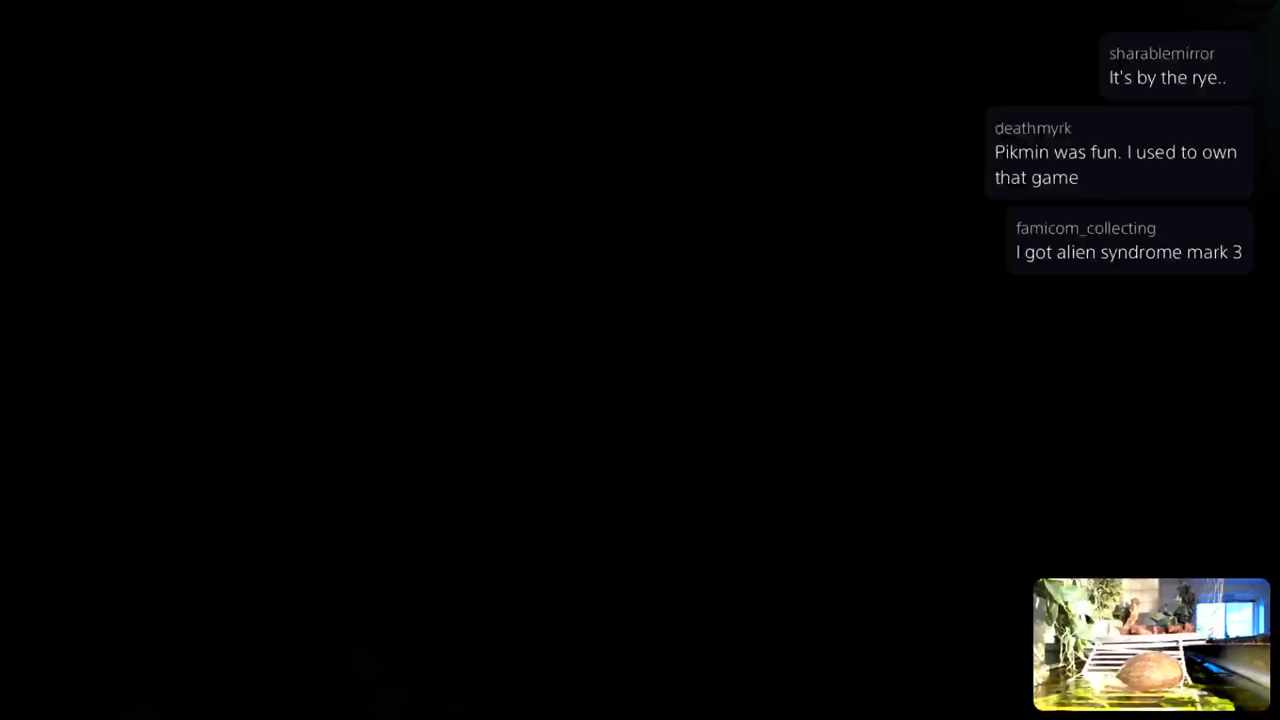 sharablemirror
It's by the rye..
deathmyrk
Pikmin was fun. I used to own
that game
famicom_collecting
I got alien syndrome mark 3